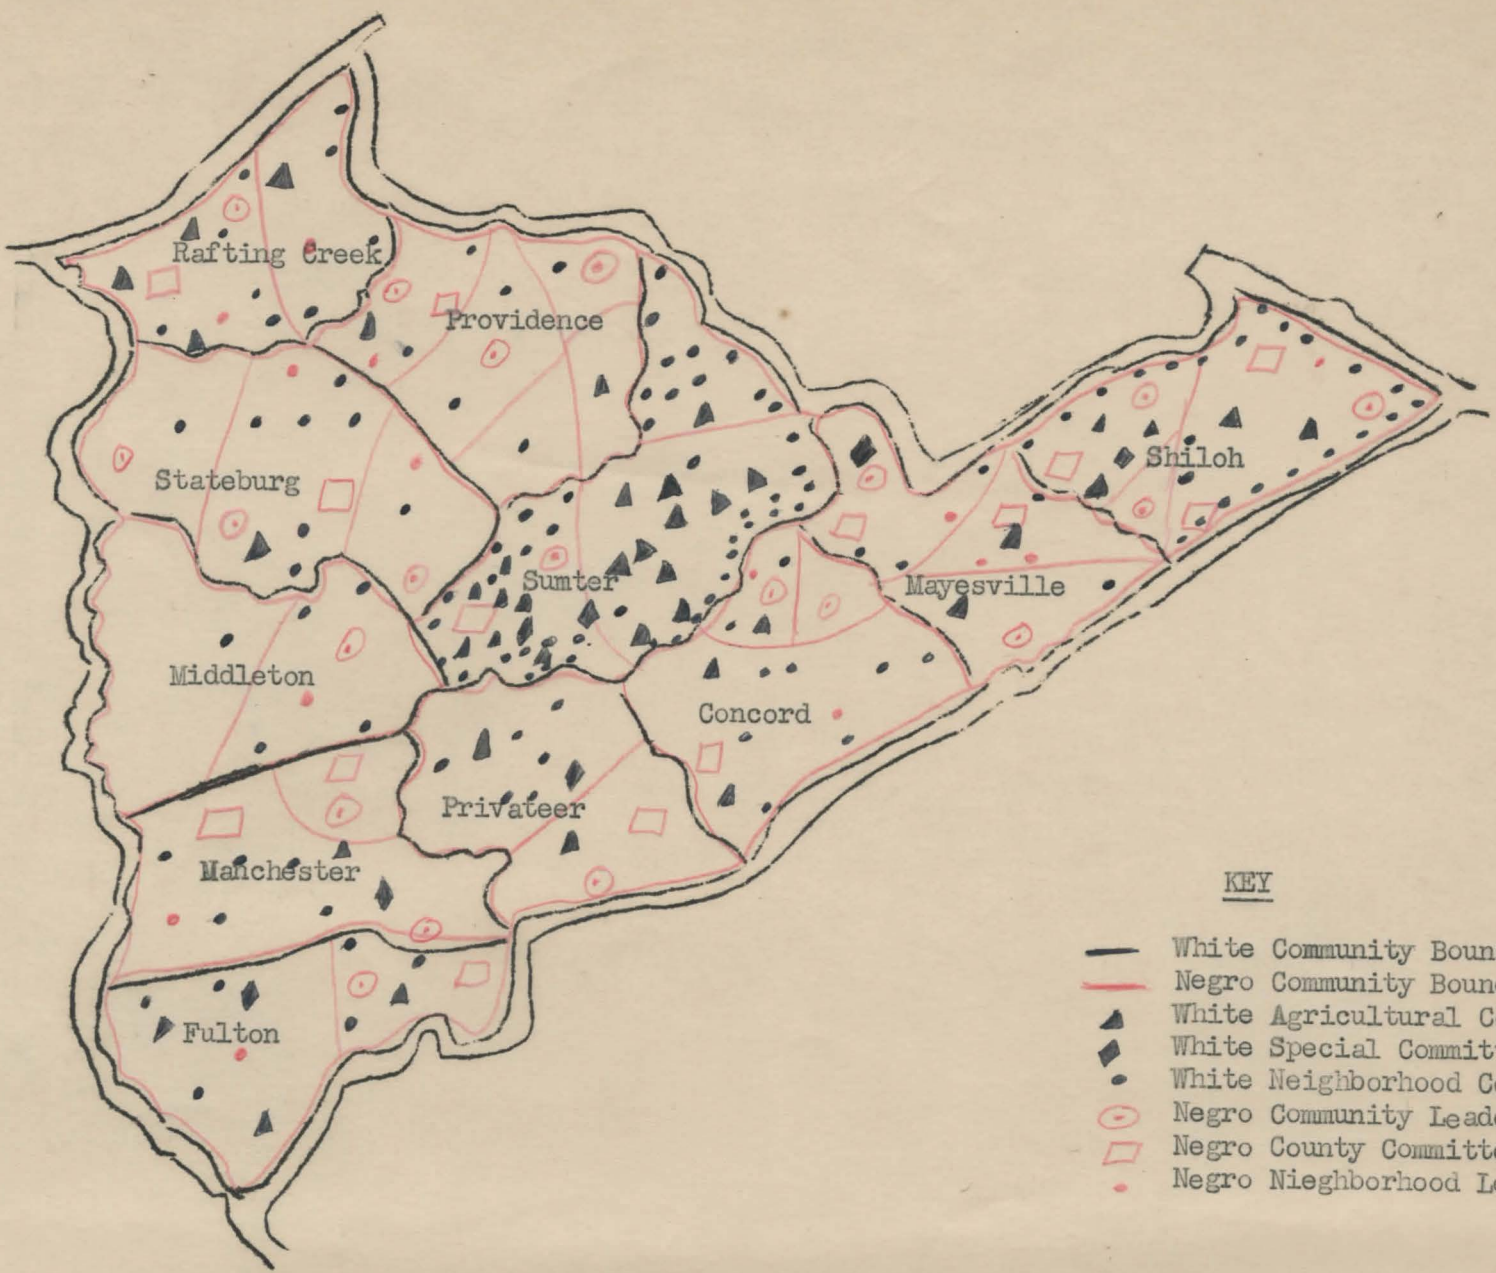 Rafting Creek
Providence
Stateburg
Shiloh
Sumter
Mayesville
Middleton
Concord
Privateer
Manchester
Fulton
KEY
White Community Boun
Negro Community Boun
White Agricultural C
White Special Committ
White Neighborhood C
Negro Community Lead
Negro County Committ
Negro Nieghborhood L